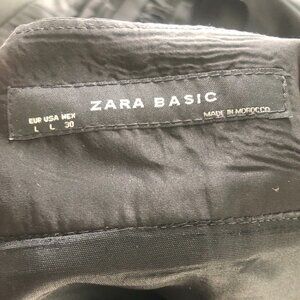 ZARA BASIC
EUR USA MEX
L L 30
MADE IN MOROCCO